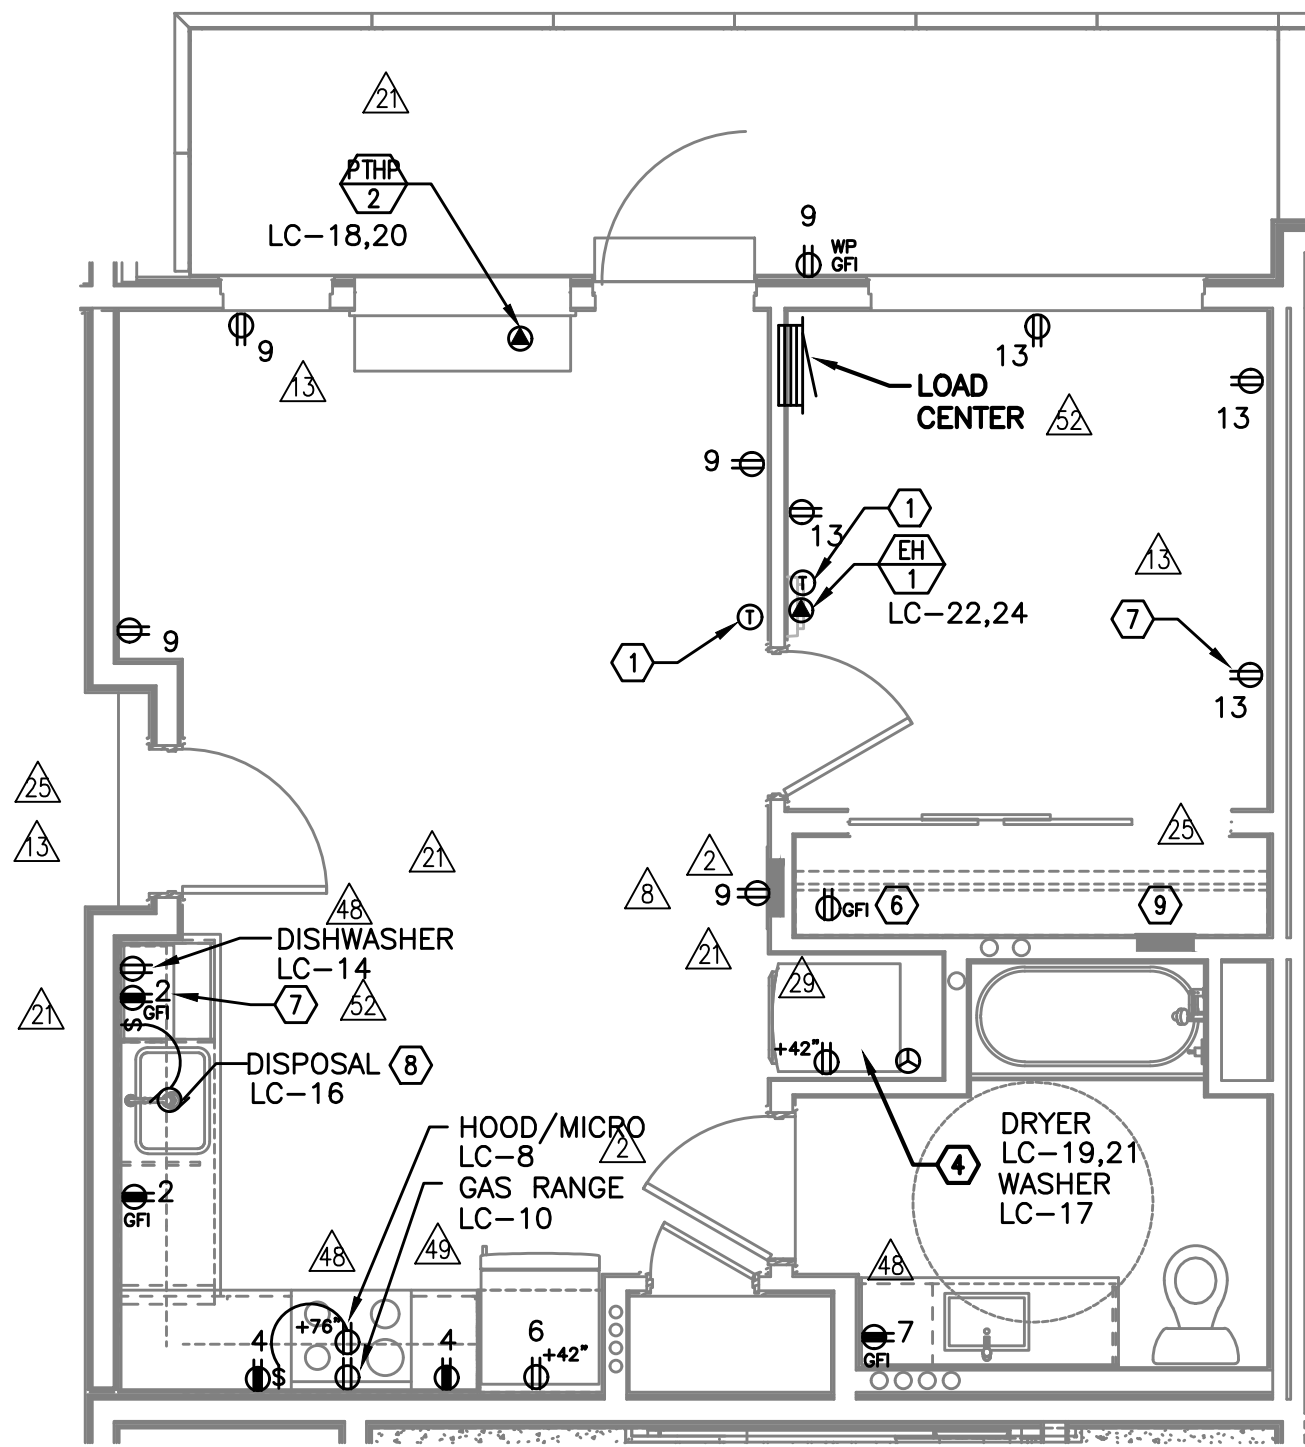 21
PTHP
2
LC-18,20
9
WP
GFI
9
13
13
LOAD
CENTER
52
13
9
13
1
13
EH
1
LC-22,24
T
T
7
9
1
13
25
13
21
2
25
8
9
GFI
6
9
48
DISHWASHER
LC-14
21
29
2
GFI
7
52
21
S
+42"
DISPOSAL
8
LC-16
HOOD/MICRO
LC-8
2
DRYER
LC-19,21
4
WASHER
LC-17
GAS RANGE
LC-10
2
GFI
48
49
48
+76"
4
S
4
6
+42"
7
GFI